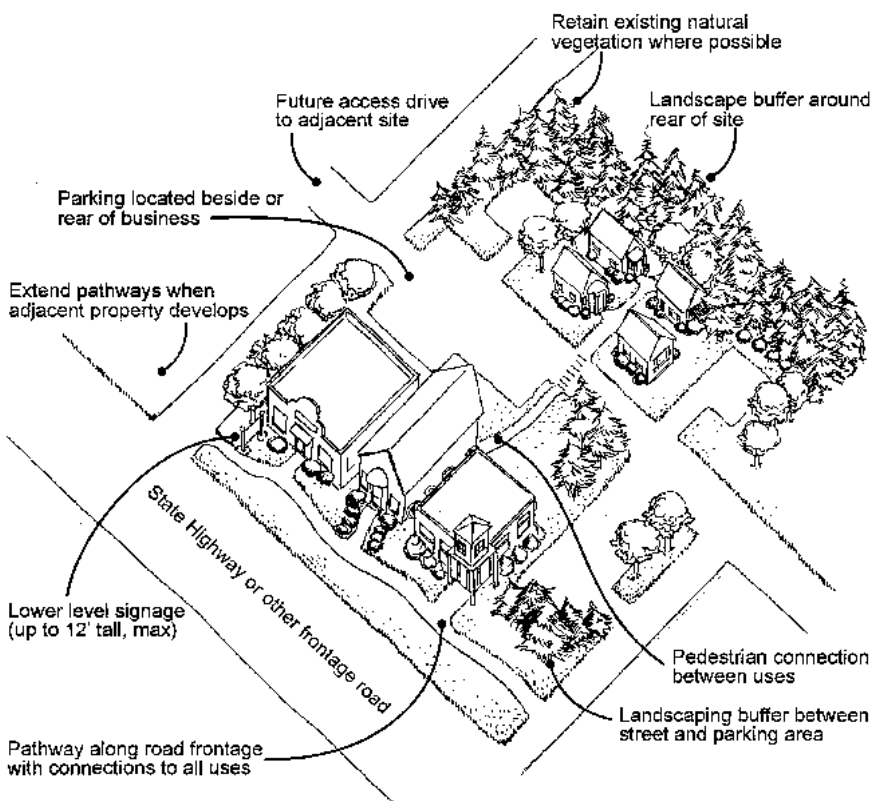 Retain existing natural
vegetation where possible
Future access drive
to adjacent site
Landscape buffer around
rear of site
Parking located beside or
rear of business
Extend pathways when
adjacent property develops
State Highway or other frontage road
Lower level signage
(up to 12' tall, max)
Pedestrian connection
between uses
Landscaping buffer between
street and parking area
Pathway along road frontage
with connections to all uses